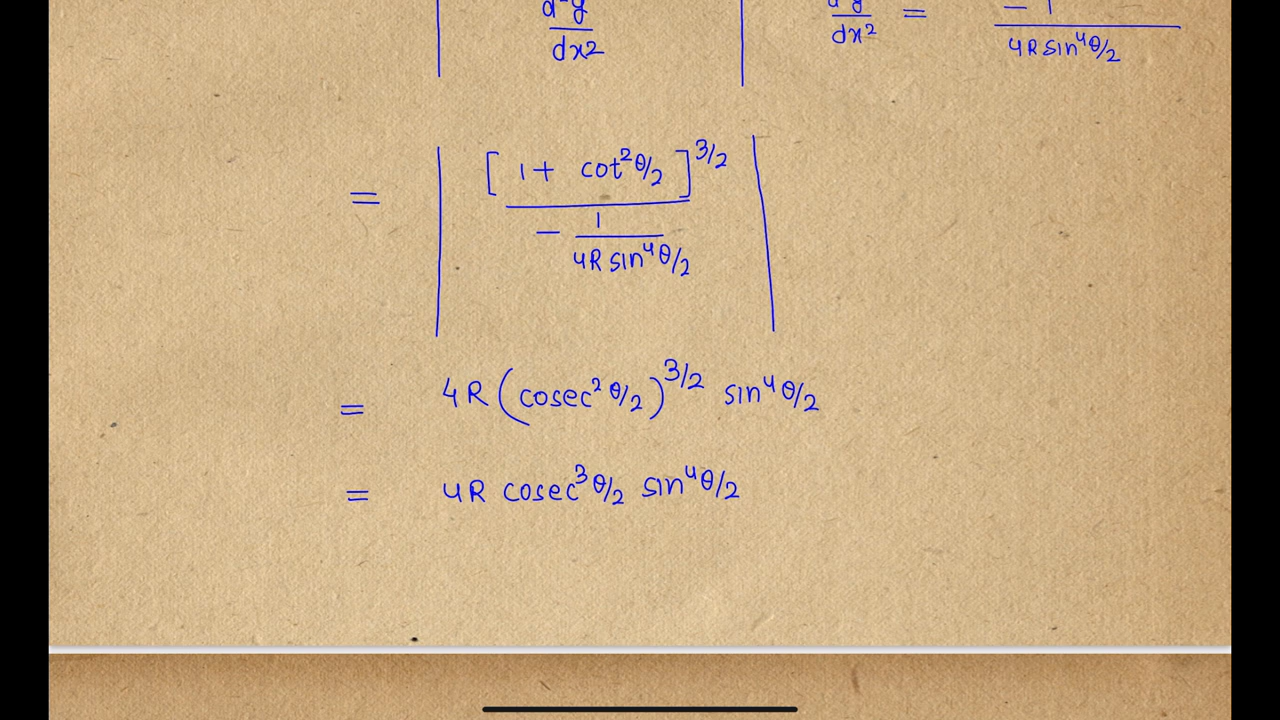 d²y / dx²    d²y / dx² = −1 / 4R sin⁴θ/2
= | [1 + cot²θ/2]^3/2 / − 1 / 4R sin⁴θ/2 |
= 4R (cosec²θ/2)^3/2 sin⁴θ/2
= 4R cosec³θ/2 sin⁴θ/2